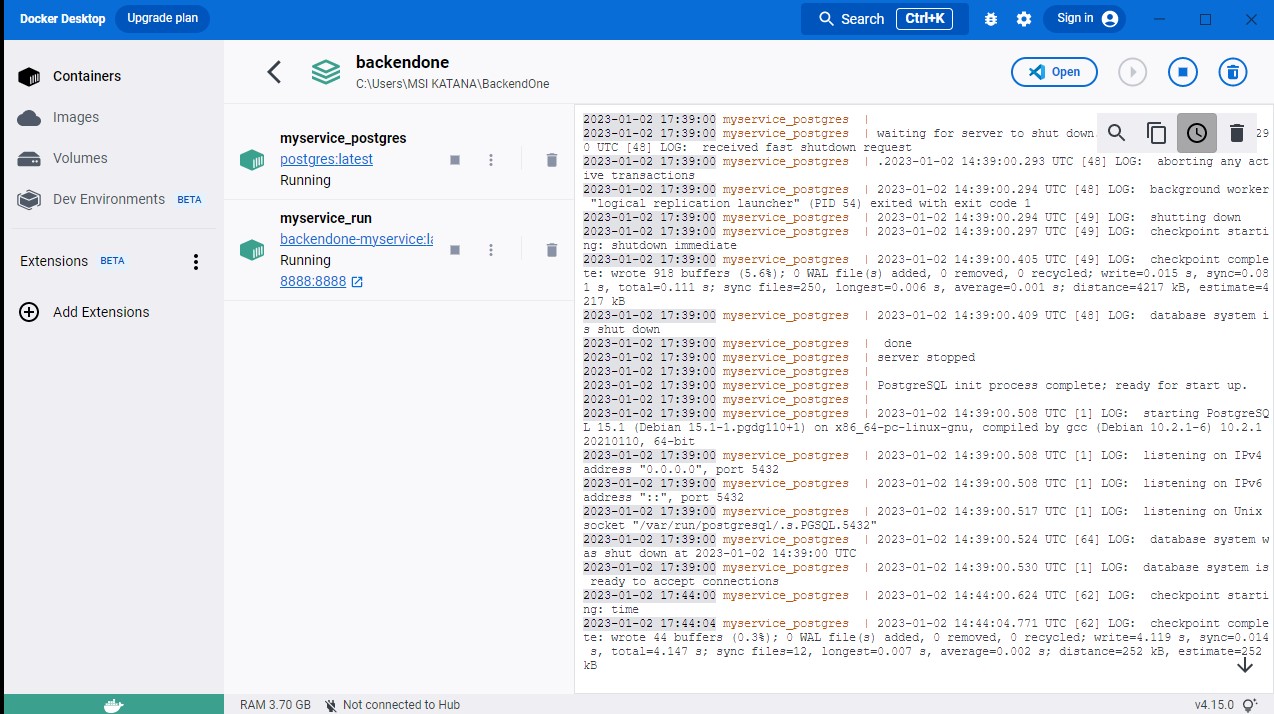 Docker Desktop
Upgrade plan
Search
Ctrl+K
Sign in
Containers
Images
Volumes
Dev Environments
BETA
Extensions
BETA
Add Extensions
backendone
C:\Users\MSI KATANA\BackendOne
Open
myservice_postgres
postgres:latest
Running
myservice_run
backendone-myservice:la
Running
8888:8888
2023-01-02 17:39:00 myservice_postgres |
2023-01-02 17:39:00 myservice_postgres | waiting for server to shut down. 29
0 UTC [48] LOG:  received fast shutdown request
2023-01-02 17:39:00 myservice_postgres | .2023-01-02 14:39:00.293 UTC [48] LOG:  aborting any act
ive transactions
2023-01-02 17:39:00 myservice_postgres | 2023-01-02 14:39:00.294 UTC [48] LOG:  background worker
"logical replication launcher" (PID 54) exited with exit code 1
2023-01-02 17:39:00 myservice_postgres | 2023-01-02 14:39:00.294 UTC [49] LOG:  shutting down
2023-01-02 17:39:00 myservice_postgres | 2023-01-02 14:39:00.297 UTC [49] LOG:  checkpoint starti
ng: shutdown immediate
2023-01-02 17:39:00 myservice_postgres | 2023-01-02 14:39:00.405 UTC [49] LOG:  checkpoint comple
te: wrote 918 buffers (5.6%); 0 WAL file(s) added, 0 removed, 0 recycled; write=0.015 s, sync=0.08
1 s, total=0.111 s; sync files=250, longest=0.006 s, average=0.001 s; distance=4217 kB, estimate=4
217 kB
2023-01-02 17:39:00 myservice_postgres | 2023-01-02 14:39:00.409 UTC [48] LOG:  database system i
s shut down
2023-01-02 17:39:00 myservice_postgres |  done
2023-01-02 17:39:00 myservice_postgres | server stopped
2023-01-02 17:39:00 myservice_postgres |
2023-01-02 17:39:00 myservice_postgres | PostgreSQL init process complete; ready for start up.
2023-01-02 17:39:00 myservice_postgres |
2023-01-02 17:39:00 myservice_postgres | 2023-01-02 14:39:00.508 UTC [1] LOG:  starting PostgreSQ
L 15.1 (Debian 15.1-1.pgdg110+1) on x86_64-pc-linux-gnu, compiled by gcc (Debian 10.2.1-6) 10.2.1
20210110, 64-bit
2023-01-02 17:39:00 myservice_postgres | 2023-01-02 14:39:00.508 UTC [1] LOG:  listening on IPv4
address "0.0.0.0", port 5432
2023-01-02 17:39:00 myservice_postgres | 2023-01-02 14:39:00.508 UTC [1] LOG:  listening on IPv6
address "::", port 5432
2023-01-02 17:39:00 myservice_postgres | 2023-01-02 14:39:00.517 UTC [1] LOG:  listening on Unix
socket "/var/run/postgresql/.s.PGSQL.5432"
2023-01-02 17:39:00 myservice_postgres | 2023-01-02 14:39:00.524 UTC [64] LOG:  database system w
as shut down at 2023-01-02 14:39:00 UTC
2023-01-02 17:39:00 myservice_postgres | 2023-01-02 14:39:00.530 UTC [1] LOG:  database system is
ready to accept connections
2023-01-02 17:44:00 myservice_postgres | 2023-01-02 14:44:00.624 UTC [62] LOG:  checkpoint starti
ng: time
2023-01-02 17:44:04 myservice_postgres | 2023-01-02 14:44:04.771 UTC [62] LOG:  checkpoint comple
te: wrote 44 buffers (0.3%); 0 WAL file(s) added, 0 removed, 0 recycled; write=4.119 s, sync=0.014
s, total=4.147 s; sync files=12, longest=0.007 s, average=0.002 s; distance=252 kB, estimate=252
kB
RAM 3.70 GB
Not connected to Hub
v4.15.0